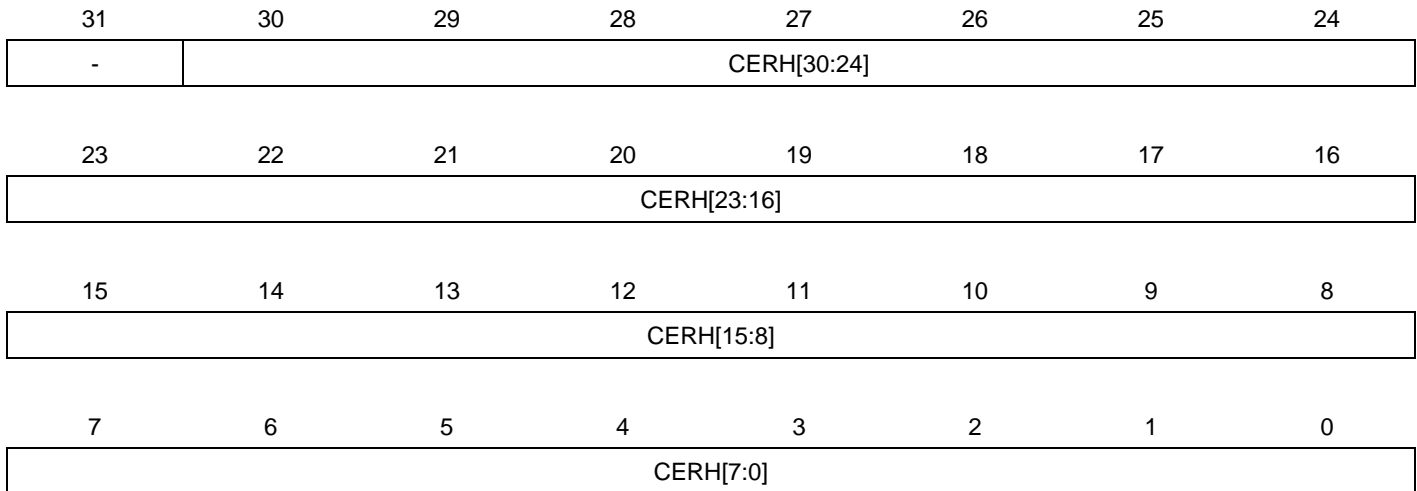 31 30 29 28 27 26 25 24
- CERH[30:24]
23 22 21 20 19 18 17 16
CERH[23:16]
15 14 13 12 11 10 9 8
CERH[15:8]
7 6 5 4 3 2 1 0
CERH[7:0]